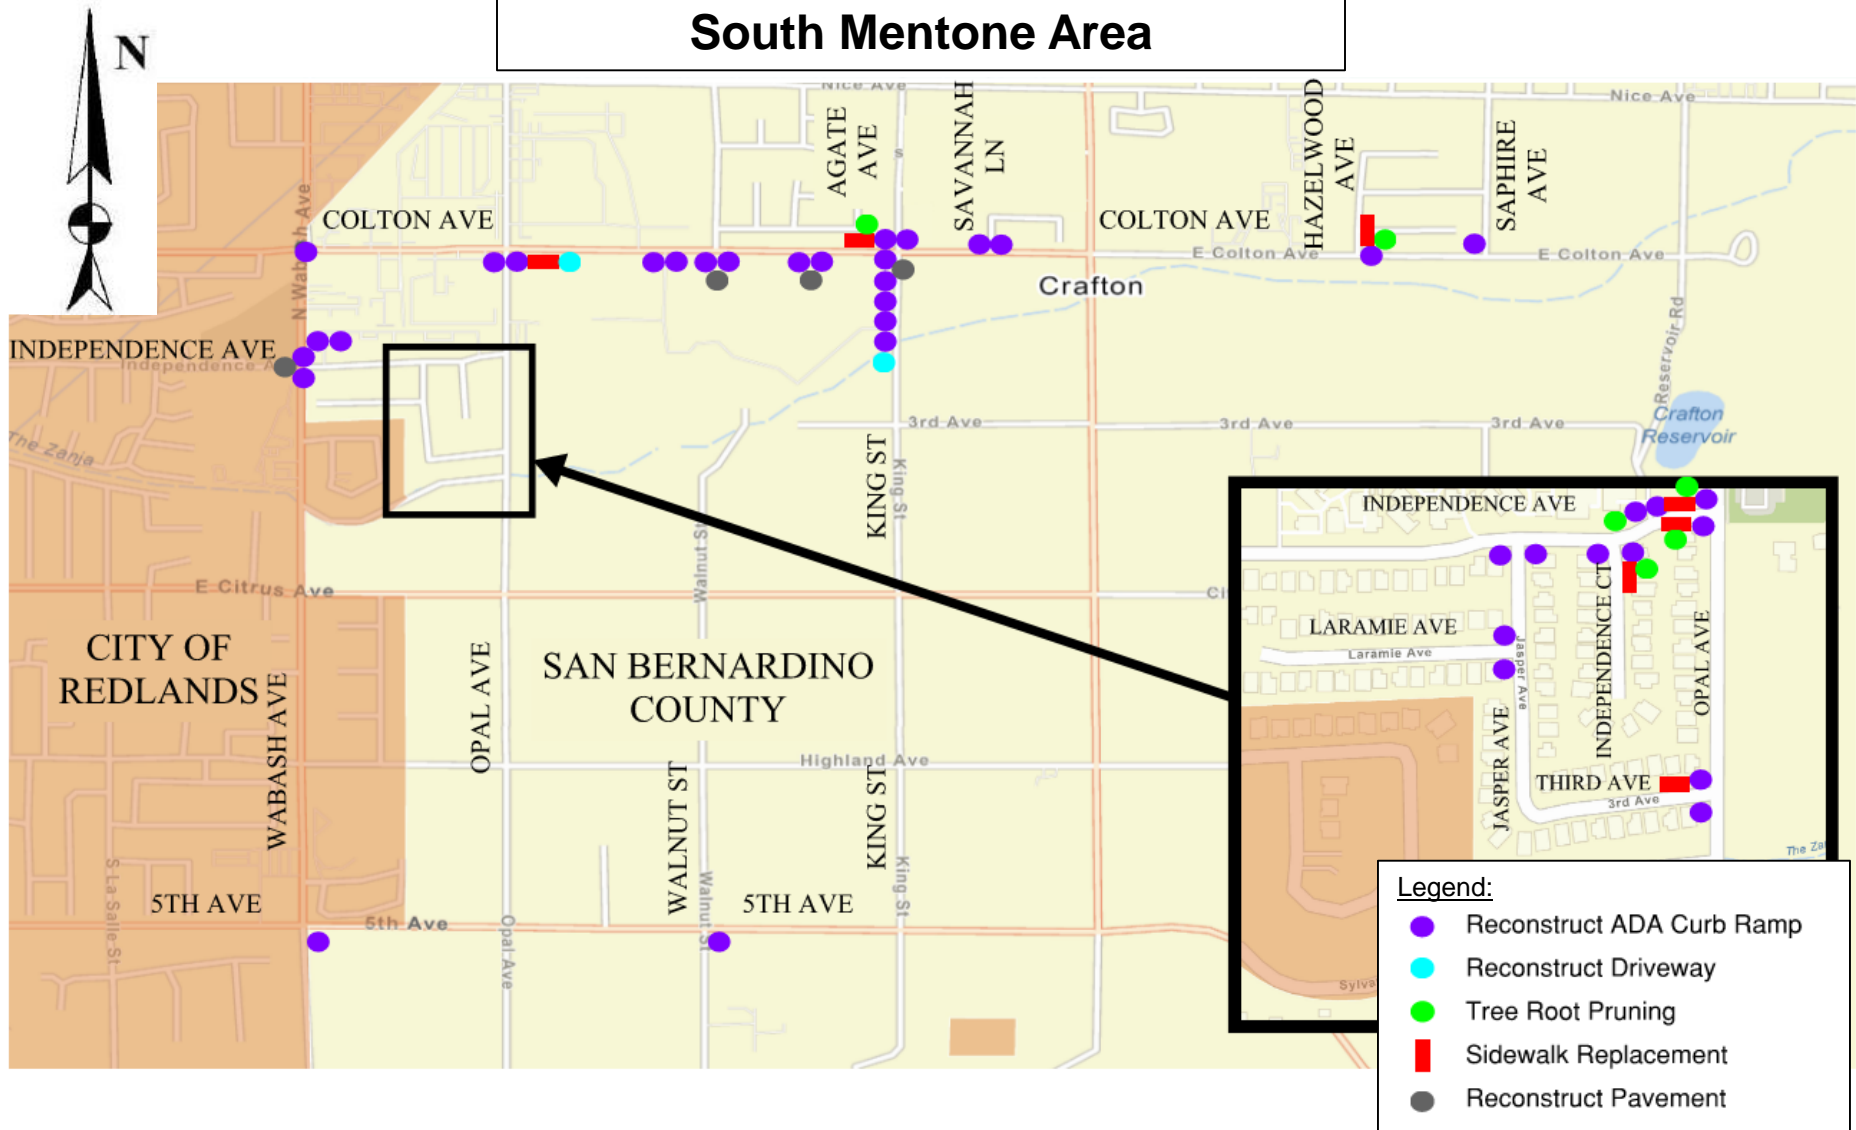 South Mentone Area
N
Nice Ave
Nice Ave
AGATE
AVE
S
SAVANNAH
LN
HAZELWOOD
AVE
SAPHIRE
AVE
N Wabash Ave
COLTON AVE
COLTON AVE
E Colton Ave
E Colton Ave
Crafton
INDEPENDENCE AVE
Independence A
Reservoir Rd
3rd Ave
3rd Ave
3rd Ave
Crafton
Reservoir
The Zanja
KING ST
King St
Walnut St
E Citrus Ave
Ci
CITY OF
REDLANDS
WABASH AVE
OPAL AVE
SAN BERNARDINO
COUNTY
Highland Ave
WALNUT ST
KING ST
S La Salle St
5TH AVE
5th Ave
Opal Ave
Walnut St
5TH AVE
King St
INDEPENDENCE AVE
LARAMIE AVE
Laramie Ave
Jasper Ave
INDEPENDENCE CT
OPAL AVE
JASPER AVE
THIRD AVE
3rd Ave
The Za
Sylva
Legend:
Reconstruct ADA Curb Ramp
Reconstruct Driveway
Tree Root Pruning
Sidewalk Replacement
Reconstruct Pavement